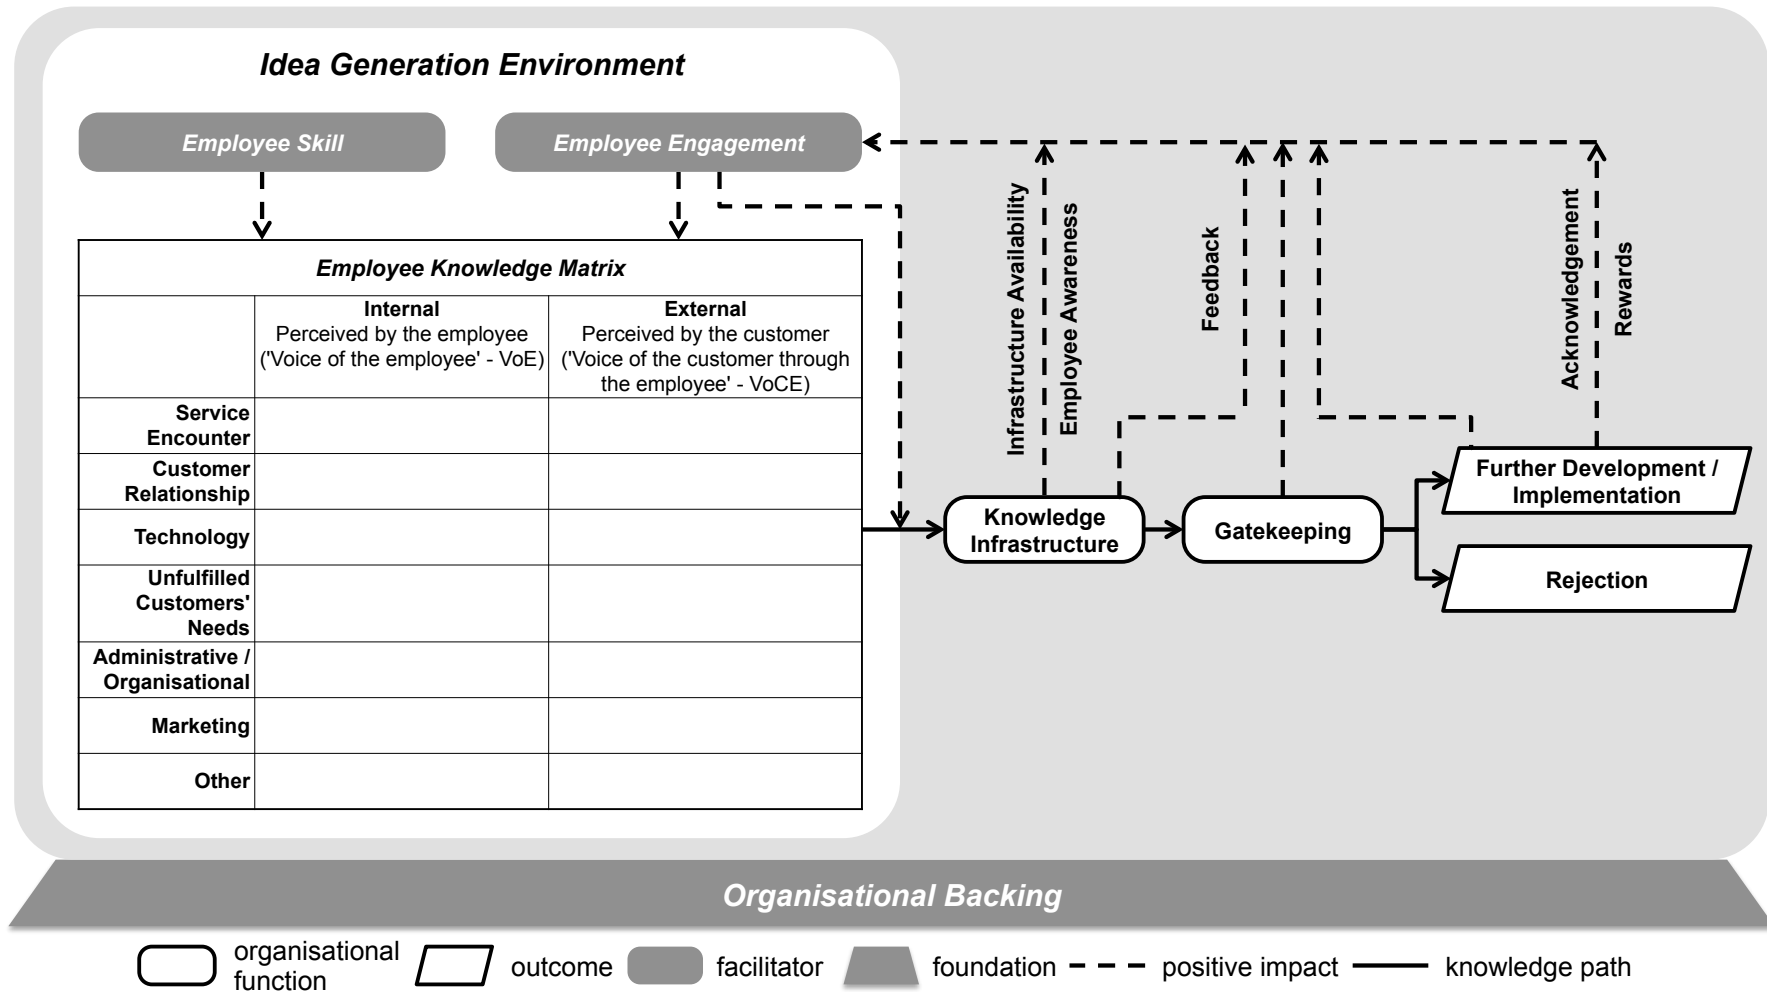 Idea Generation Environment
Employee Skill
Employee Engagement
Employee Knowledge Matrix
Internal
Perceived by the employee
('Voice of the employee' - VoE)
External
Perceived by the customer
('Voice of the customer through
the employee' - VoCE)
Service
Encounter
Customer
Relationship
Technology
Unfulfilled
Customers'
Needs
Administrative /
Organisational
Marketing
Other
Infrastructure Availability
Employee Awareness
Feedback
Acknowledgement
Rewards
Knowledge
Infrastructure
Gatekeeping
Further Development /
Implementation
Rejection
Organisational Backing
organisational
function
outcome
facilitator
foundation
positive impact
knowledge path